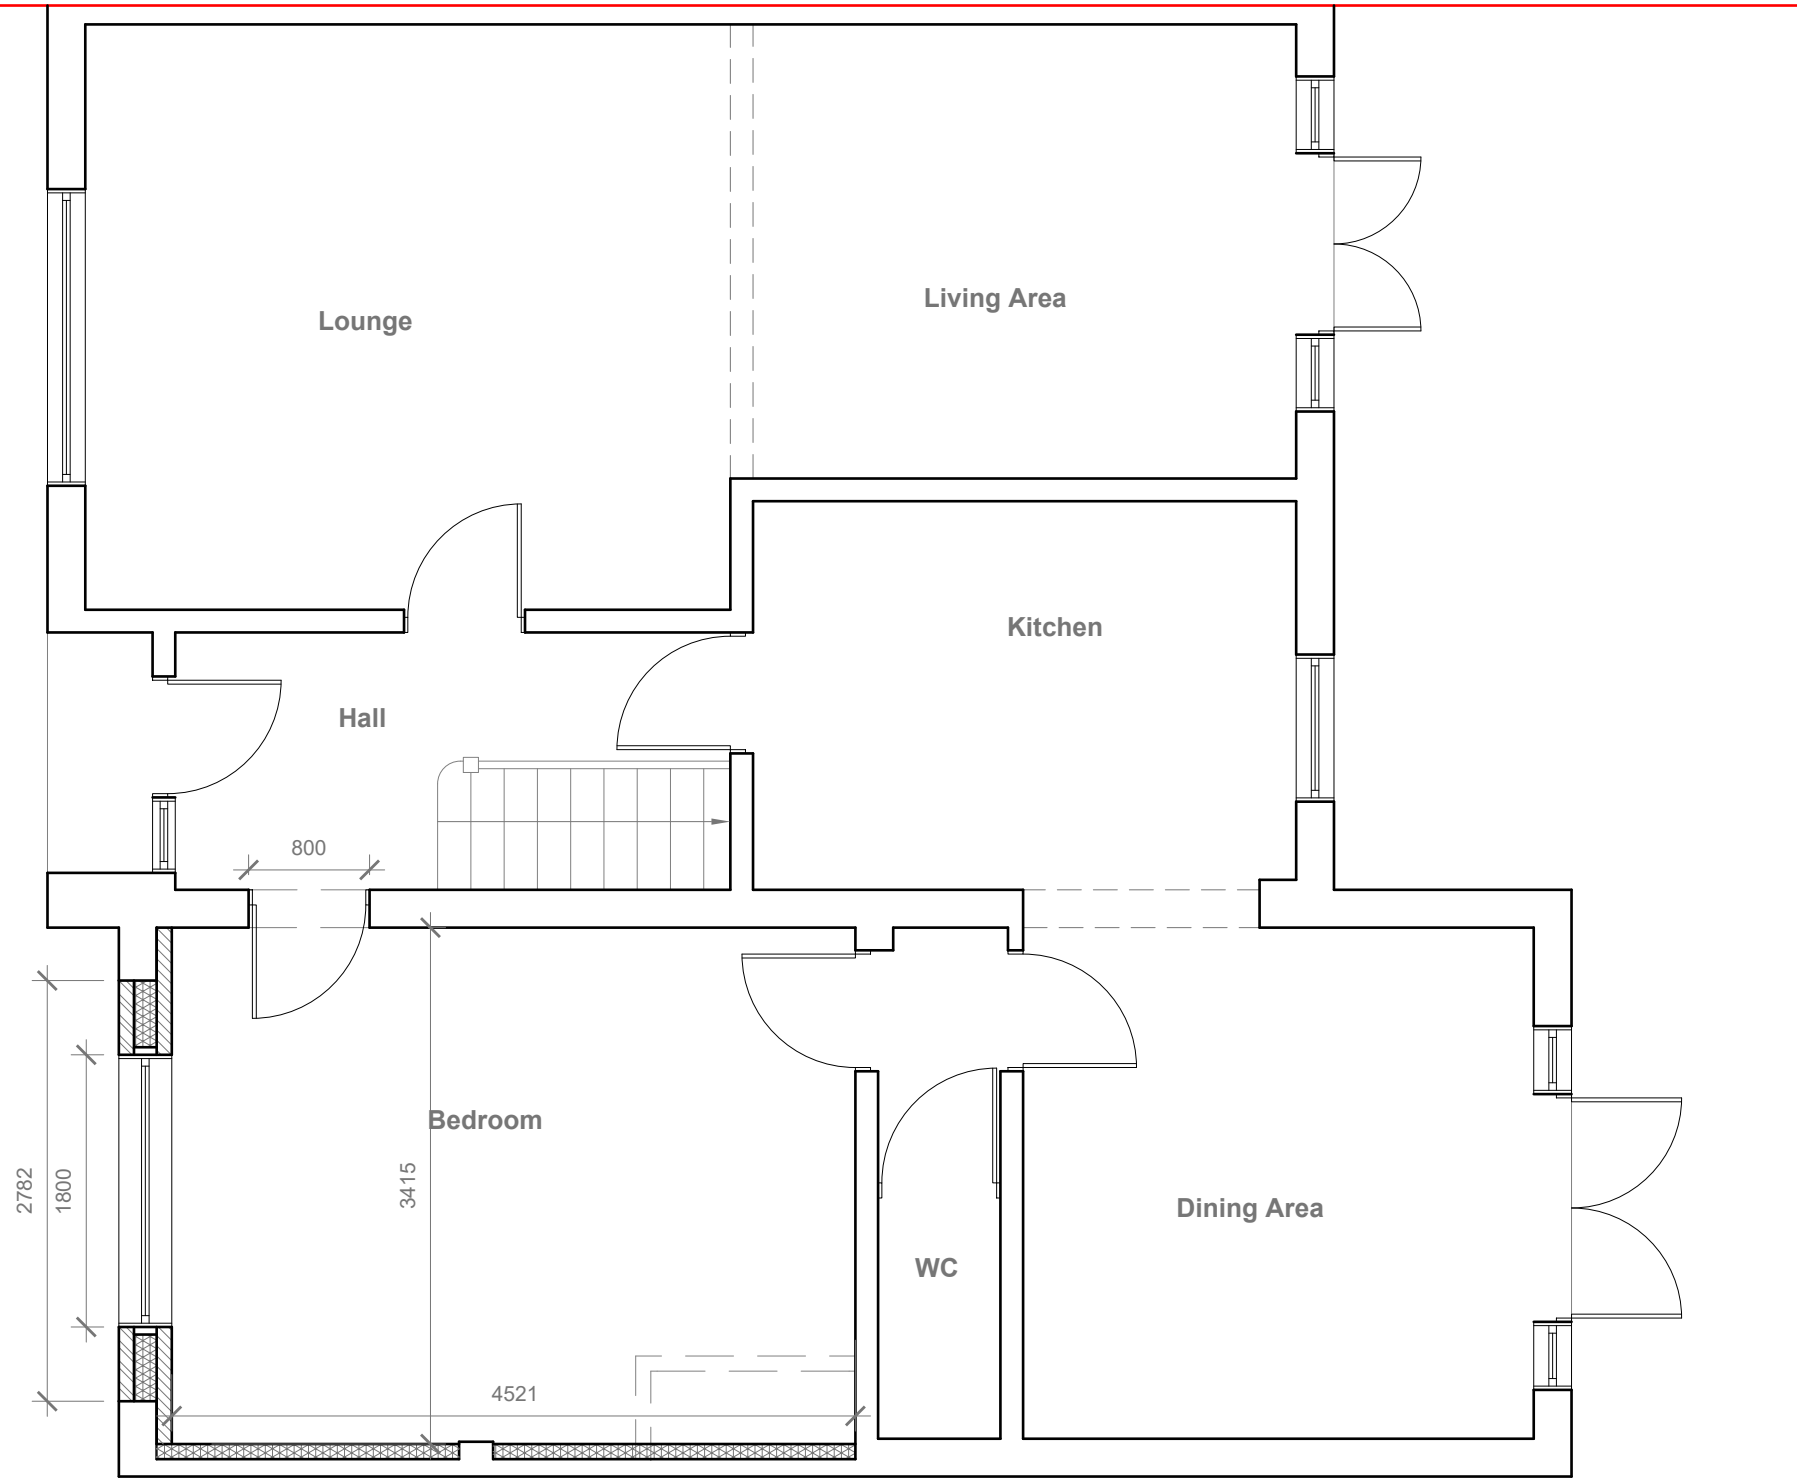 Living Area
Lounge
Kitchen
Hall
800
Bedroom
2782
1800
3415
Dining Area
WC
4521